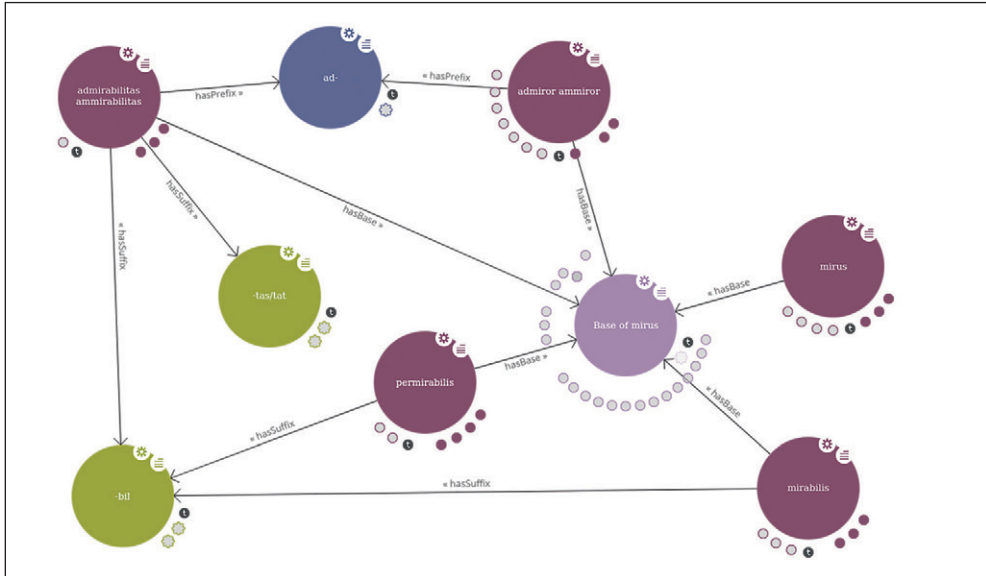 admirabilitas
ammirabilitas
hasPrefix »
ad-
« hasPrefix
admiror ammiror
t
t
t
hasSuffix »
hasBase »
hasBase »
« hasSuffix
-tas/tat
t
Base of mirus
t
« hasBase
mirus
t
permirabilis
hasBase »
t
« hasSuffix
« hasBase
-bil
t
« hasSuffix
mirabilis
t